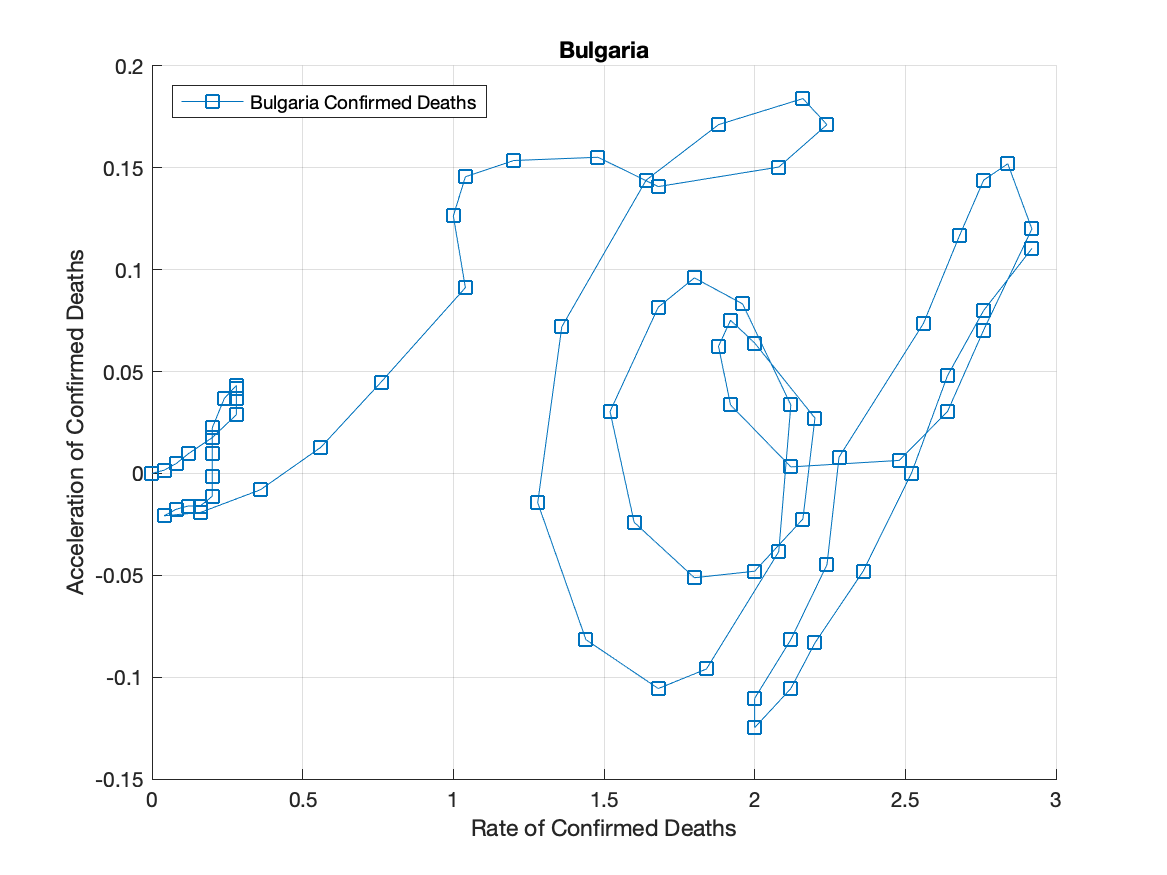 Bulgaria
Bulgaria Confirmed Deaths
0.2
0.15
0.1
0.05
0
-0.05
-0.1
-0.15
Acceleration of Confirmed Deaths
0 0.5 1 1.5 2 2.5 3
Rate of Confirmed Deaths